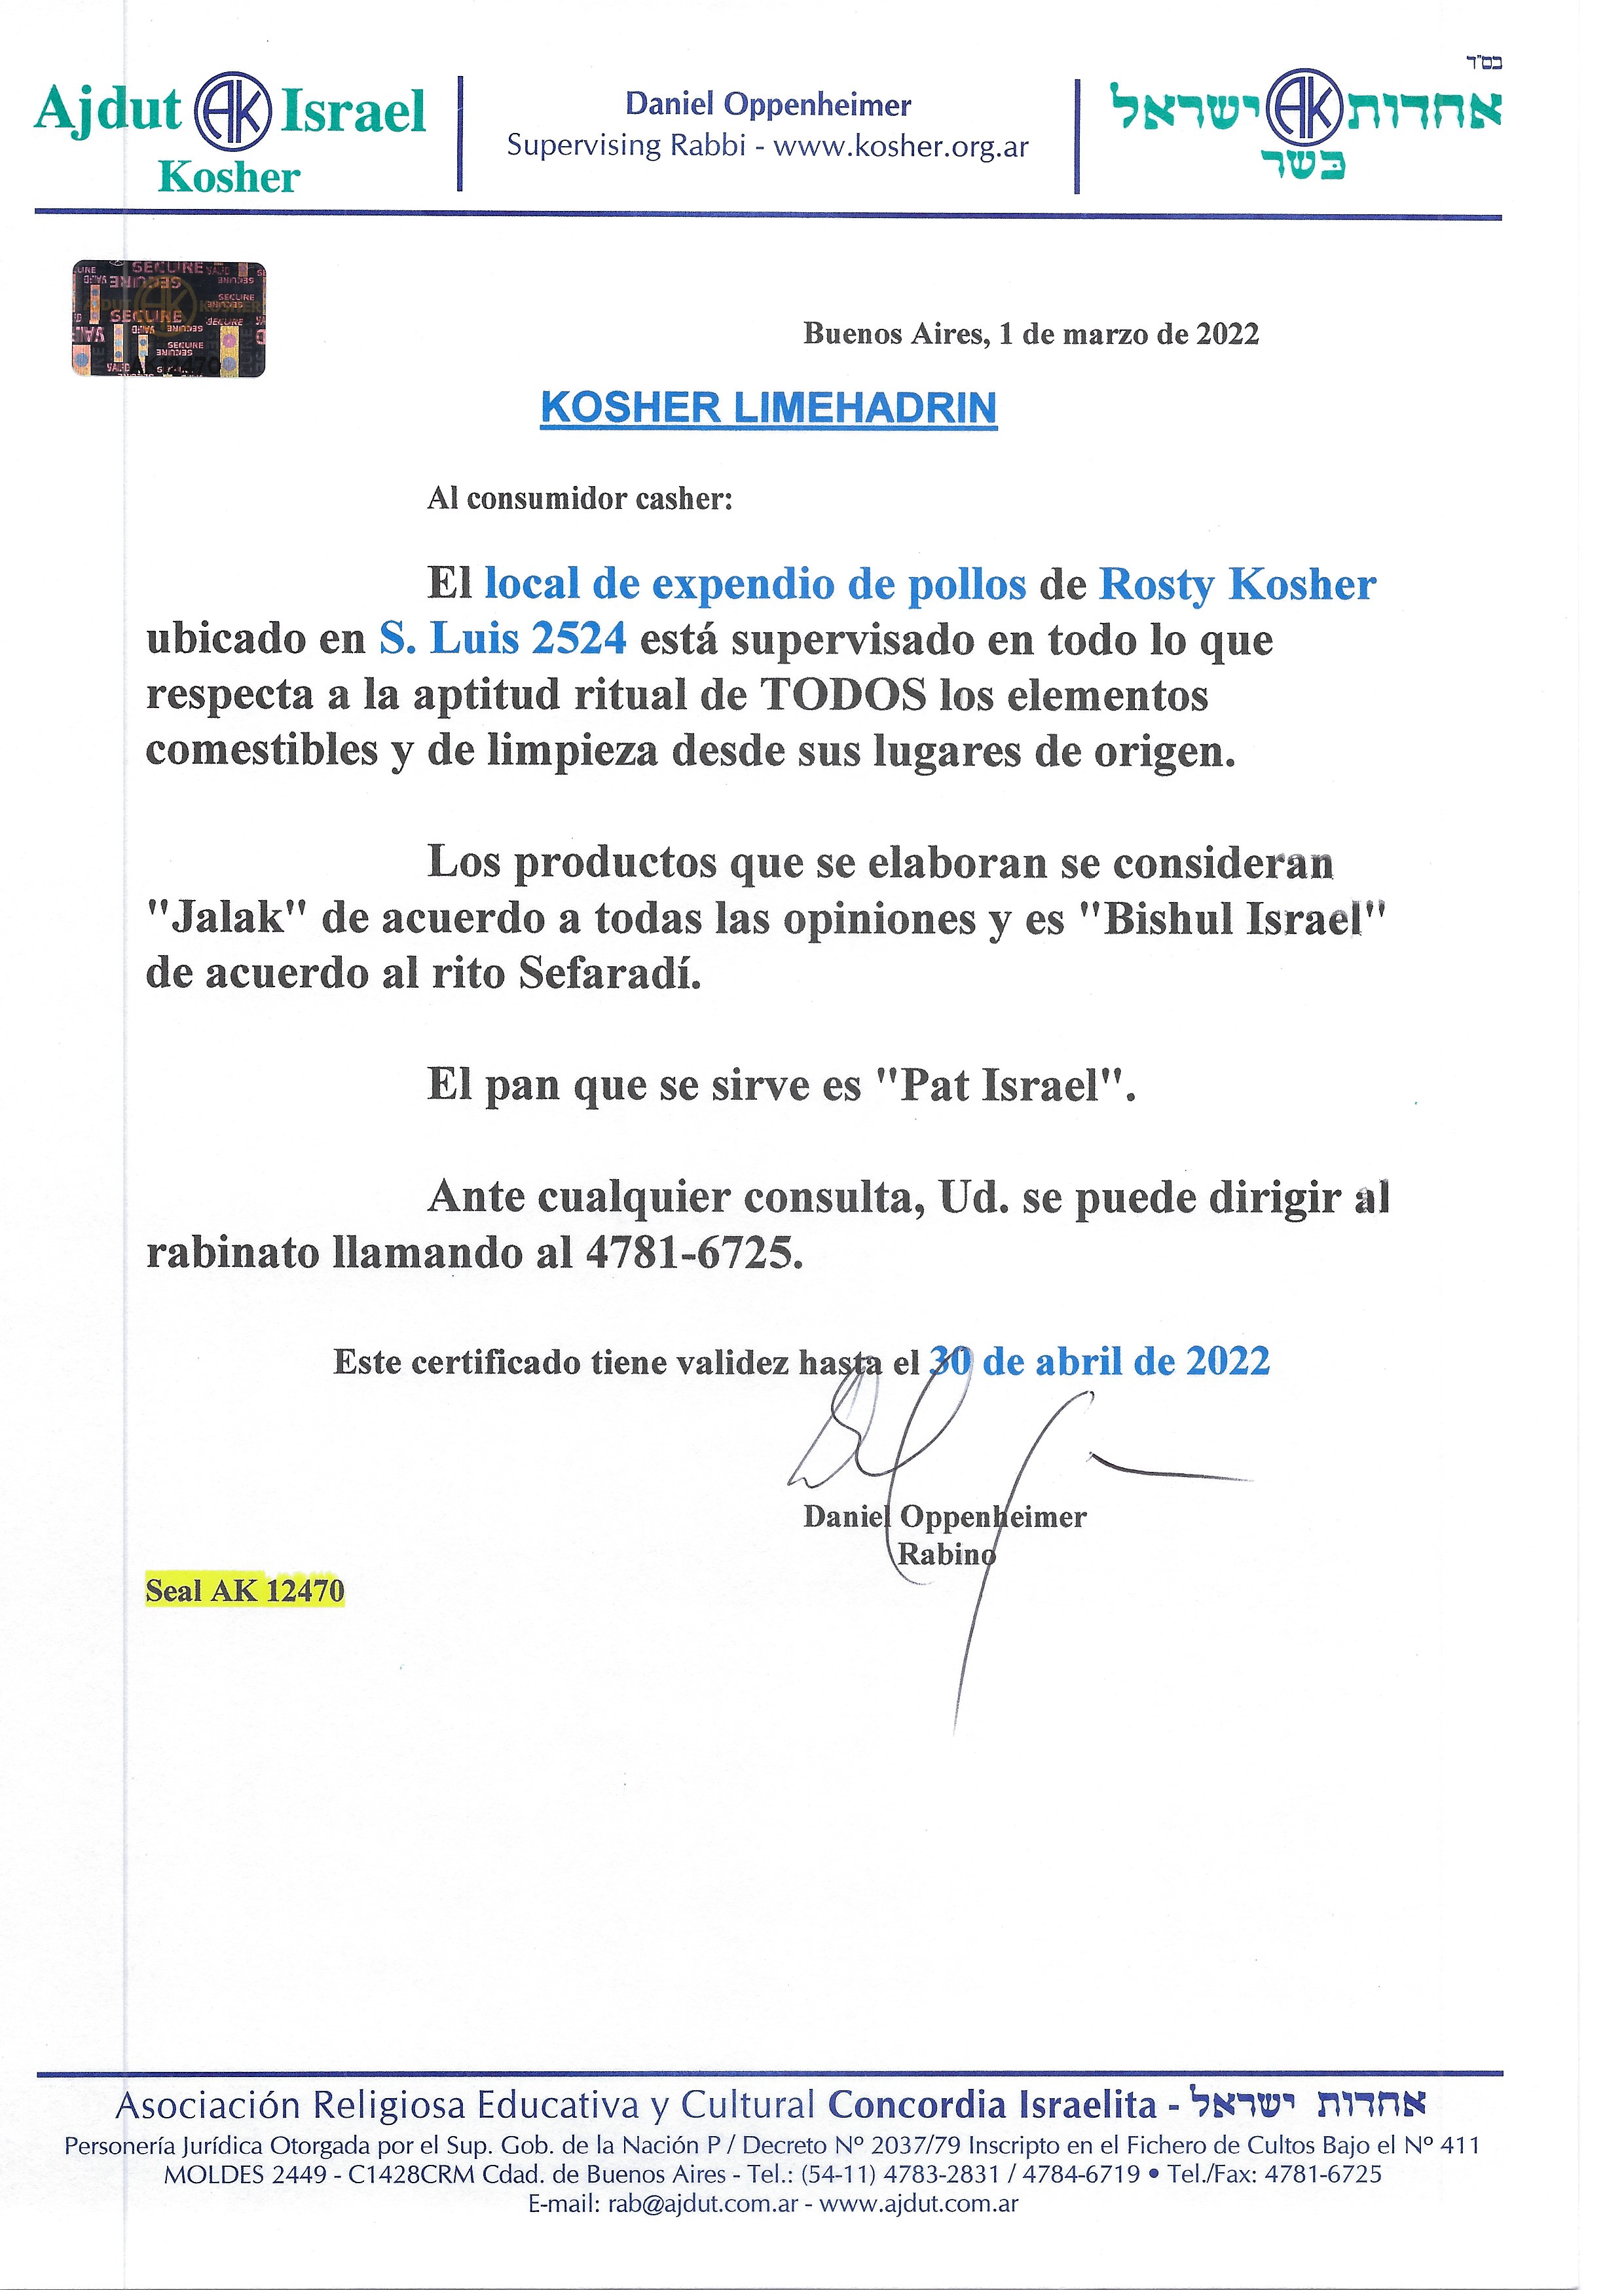 בס"ד
Ajdut AK Israel
Kosher
Daniel Oppenheimer
Supervising Rabbi - www.kosher.org.ar
אחדות AK ישראל
כשר
SECURE
AK 12470
Buenos Aires, 1 de marzo de 2022
KOSHER LIMEHADRIN
Al consumidor casher:
El local de expendio de pollos de Rosty Kosher
ubicado en S. Luis 2524 está supervisado en todo lo que
respecta a la aptitud ritual de TODOS los elementos
comestibles y de limpieza desde sus lugares de origen.
Los productos que se elaboran se consideran
"Jalak" de acuerdo a todas las opiniones y es "Bishul Israel"
de acuerdo al rito Sefaradí.
El pan que se sirve es "Pat Israel".
Ante cualquier consulta, Ud. se puede dirigir al
rabinato llamando al 4781-6725.
Este certificado tiene validez hasta el 30 de abril de 2022
Daniel Oppenheimer
Rabino
Seal AK 12470
Asociación Religiosa Educativa y Cultural Concordia Israelita - אחדות ישראל
Personería Jurídica Otorgada por el Sup. Gob. de la Nación P / Decreto Nº 2037/79 Inscripto en el Fichero de Cultos Bajo el Nº 411
MOLDES 2449 - C1428CRM Cdad. de Buenos Aires - Tel.: (54-11) 4783-2831 / 4784-6719 • Tel./Fax: 4781-6725
E-mail: rab@ajdut.com.ar - www.ajdut.com.ar